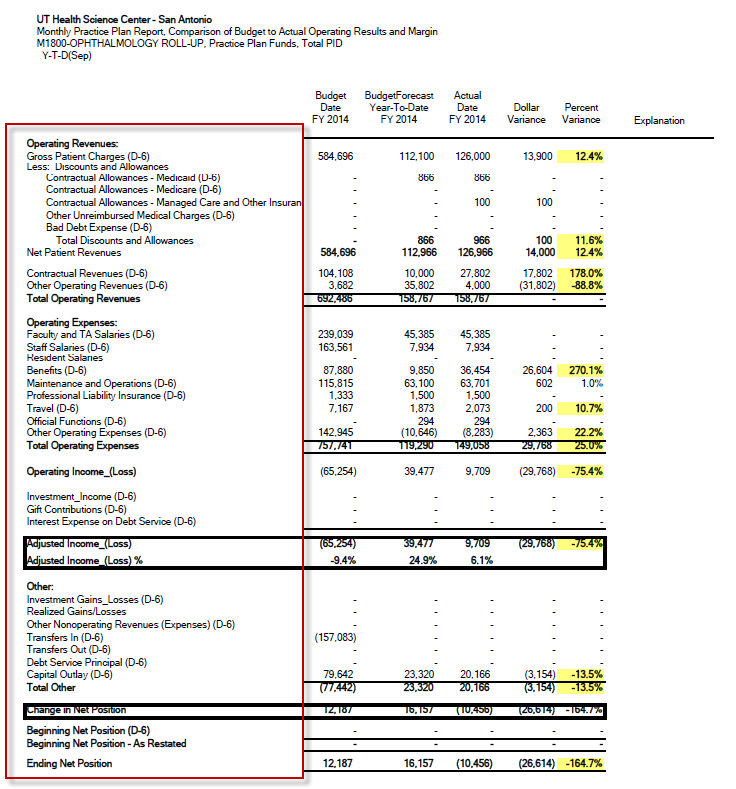 UT Health Science Center - San Antonio
Monthly Practice Plan Report, Comparison of Budget to Actual Operating Results and Margin
M1800-OPHTHALMOLOGY ROLL-UP, Practice Plan Funds, Total PID
Y-T-D(Sep)
Budget BudgetForecast Actual
Date Year-To-Date Date Dollar Percent
FY 2014 FY 2014 FY 2014 Variance Variance Explanation
Operating Revenues:
Gross Patient Charges (D-6) 584,696 112,100 126,000 13,900 12.4%
Less: Discounts and Allowances
Contractual Allowances - Medicaid (D-6) - 866 866 - -
Contractual Allowances - Medicare (D-6) - - - - -
Contractual Allowances - Managed Care and Other Insuran - - 100 100 -
Other Unreimbursed Medical Charges (D-6) - - - - -
Bad Debt Expense (D-6) - - - - -
Total Discounts and Allowances - 866 966 100 11.6%
Net Patient Revenues 584,696 112,966 126,966 14,000 12.4%
Contractual Revenues (D-6) 104,108 10,000 27,802 17,802 178.0%
Other Operating Revenues (D-6) 3,682 35,802 4,000 (31,802) -88.8%
Total Operating Revenues 692,486 158,767 158,767 - -
Operating Expenses:
Faculty and TA Salaries (D-6) 239,039 45,385 45,385 - -
Staff Salaries (D-6) 163,561 7,934 7,934 - -
Resident Salaries - - - - -
Benefits (D-6) 87,880 9,850 36,454 26,604 270.1%
Maintenance and Operations (D-6) 115,815 63,100 63,701 602 1.0%
Professional Liability Insurance (D-6) 1,333 1,500 1,500 - -
Travel (D-6) 7,167 1,873 2,073 200 10.7%
Official Functions (D-6) - 294 294 - -
Other Operating Expenses (D-6) 142,945 (10,646) (8,283) 2,363 22.2%
Total Operating Expenses 757,741 119,290 149,058 29,768 25.0%
Operating Income_(Loss) (65,254) 39,477 9,709 (29,768) -75.4%
Investment_Income (D-6) - - - - -
Gift Contributions (D-6) - - - - -
Interest Expense on Debt Service (D-6) - - - - -
Adjusted Income_(Loss) (65,254) 39,477 9,709 (29,768) -75.4%
Adjusted Income_(Loss) % -9.4% 24.9% 6.1%
Other:
Investment Gains_Losses (D-6) - - - - -
Realized Gains/Losses - - - - -
Other Nonoperating Revenues (Expenses) (D-6) - - - - -
Transfers In (D-6) (157,083) - - - -
Transfers Out (D-6) - - - - -
Debt Service Principal (D-6) - - - - -
Capital Outlay (D-6) 79,642 23,320 20,166 (3,154) -13.5%
Total Other (77,442) 23,320 20,166 (3,154) -13.5%
Change in Net Position 12,187 16,157 (10,456) (26,614) -164.7%
Beginning Net Position (D-6) - - - - -
Beginning Net Position - As Restated - - - - -
Ending Net Position 12,187 16,157 (10,456) (26,614) -164.7%